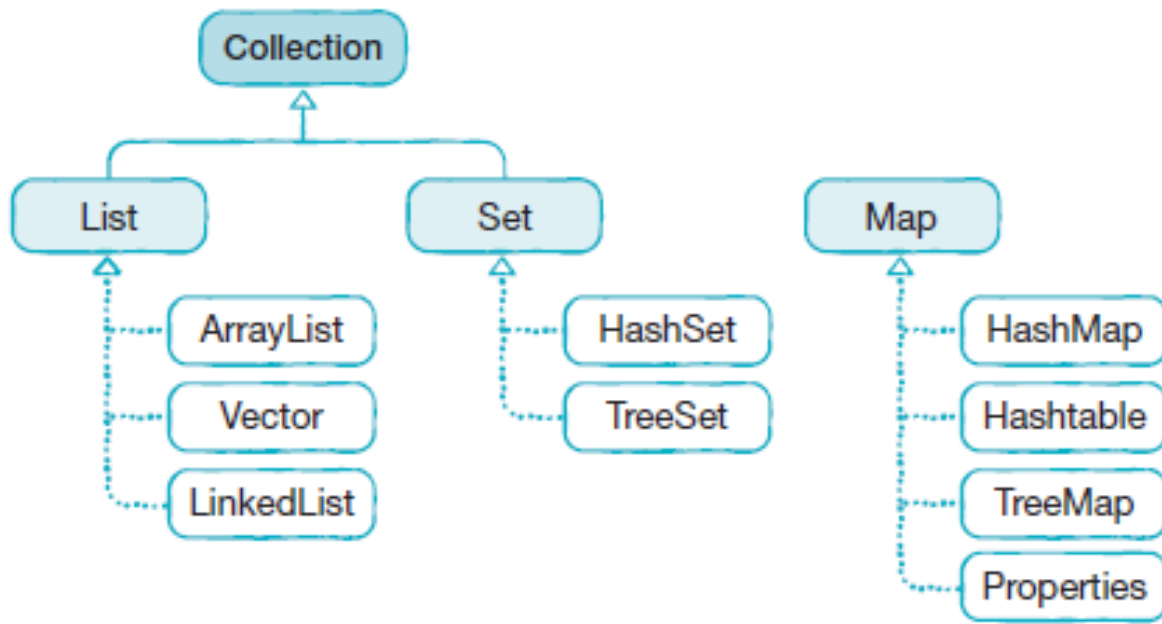 Collection
List
Set
Map
ArrayList
HashSet
HashMap
Vector
TreeSet
Hashtable
LinkedList
TreeMap
Properties